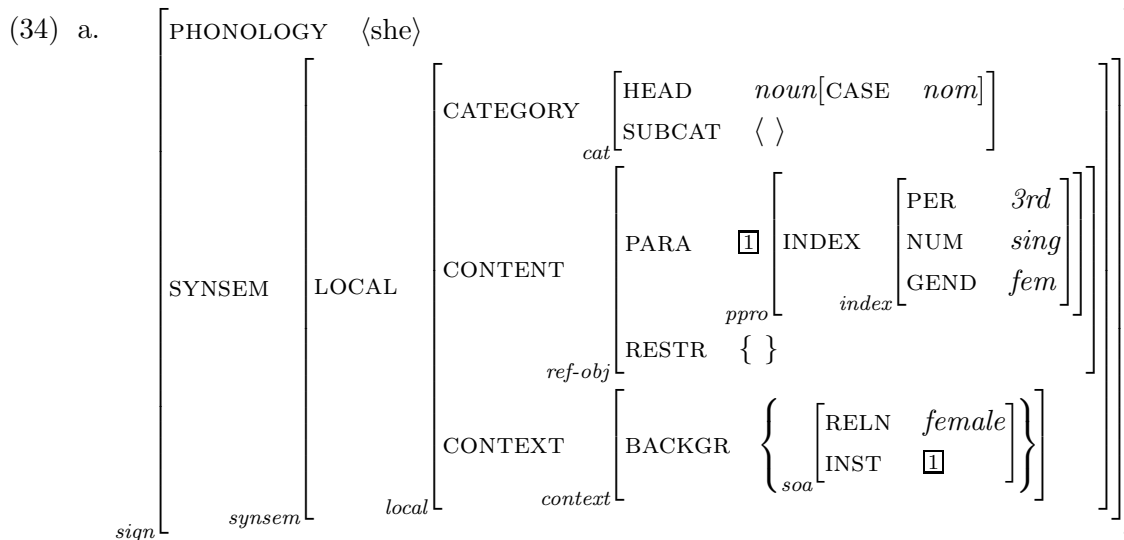 (34) a. PHONOLOGY ⟨she⟩
CATEGORY HEAD noun[CASE nom]
SUBCAT ⟨ ⟩
cat
PER 3rd
PARA 1 INDEX NUM sing
CONTENT
SYNSEM LOCAL GEND fem
ppro index
RESTR { }
ref-obj
RELN female
CONTEXT BACKGR { }
INST 1
soa
context
local
synsem
sign